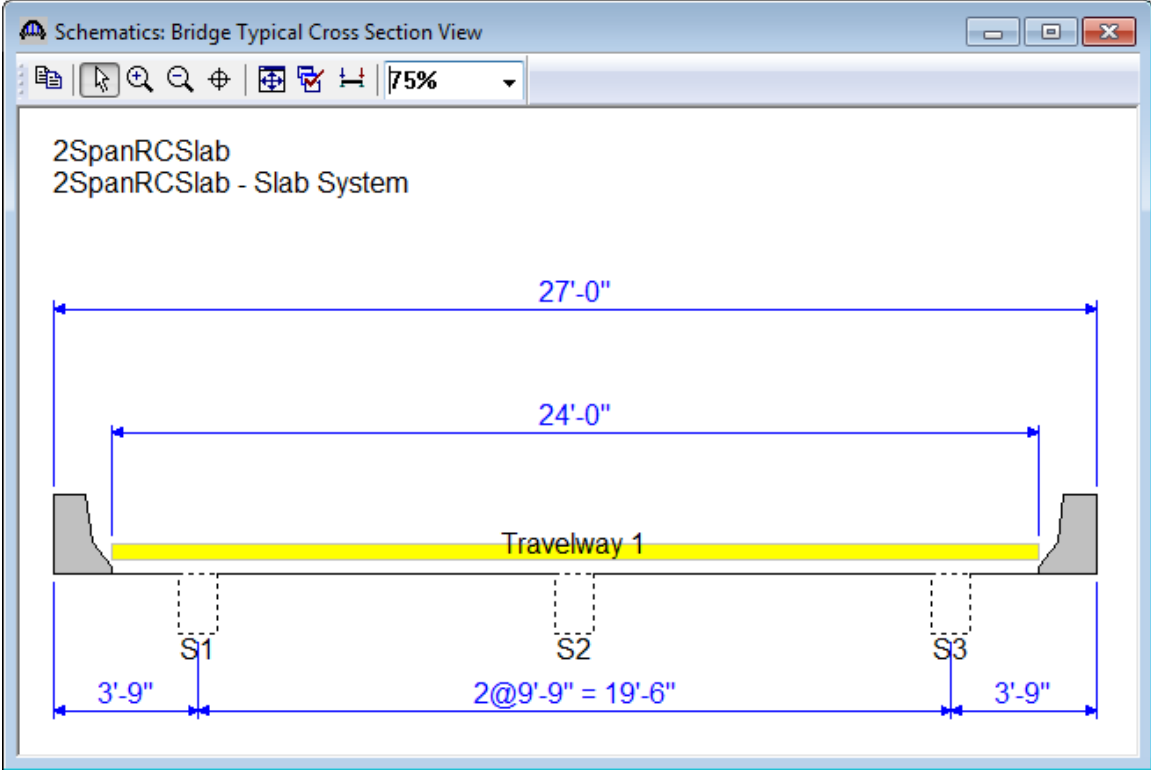 Schematics: Bridge Typical Cross Section View
75%
2SpanRCSlab
2SpanRCSlab - Slab System
27'-0"
24'-0"
Travelway 1
S1 S2 S3
3'-9" 2@9'-9" = 19'-6" 3'-9"